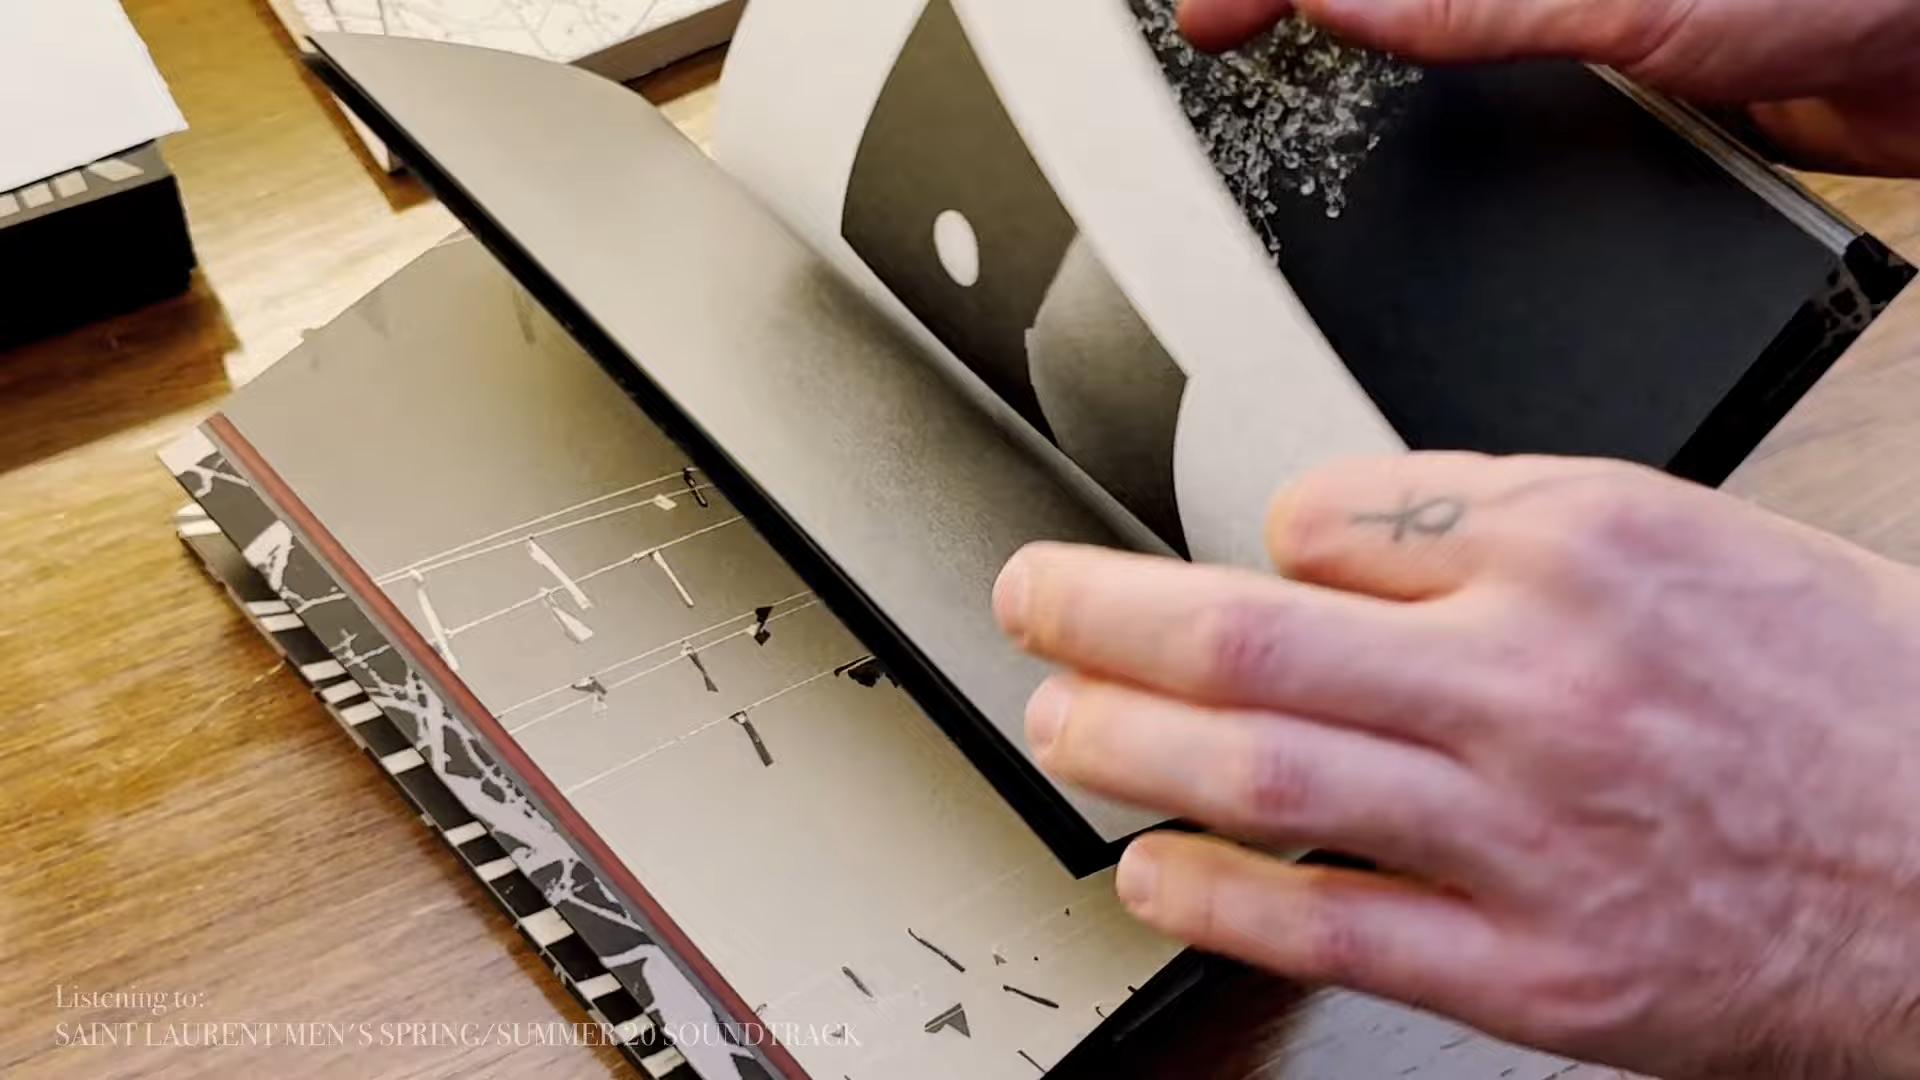 Listening to:
SAINT LAURENT MEN'S SPRING/SUMMER 20 SOUNDTRACK